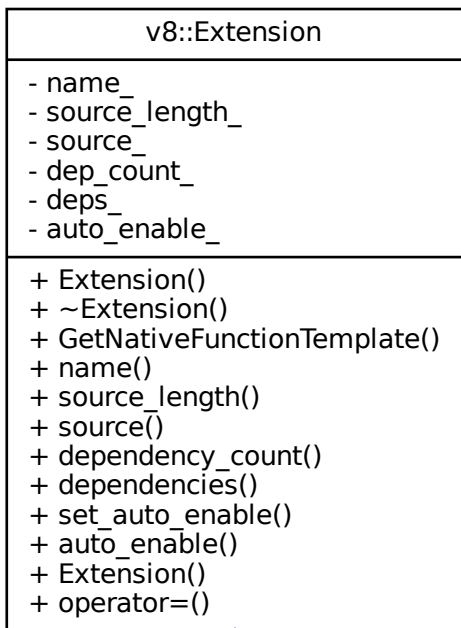 v8::Extension
- name_
- source_length_
- source_
- dep_count_
- deps_
- auto_enable_
+ Extension()
+ ~Extension()
+ GetNativeFunctionTemplate()
+ name()
+ source_length()
+ source()
+ dependency_count()
+ dependencies()
+ set_auto_enable()
+ auto_enable()
+ Extension()
+ operator=()